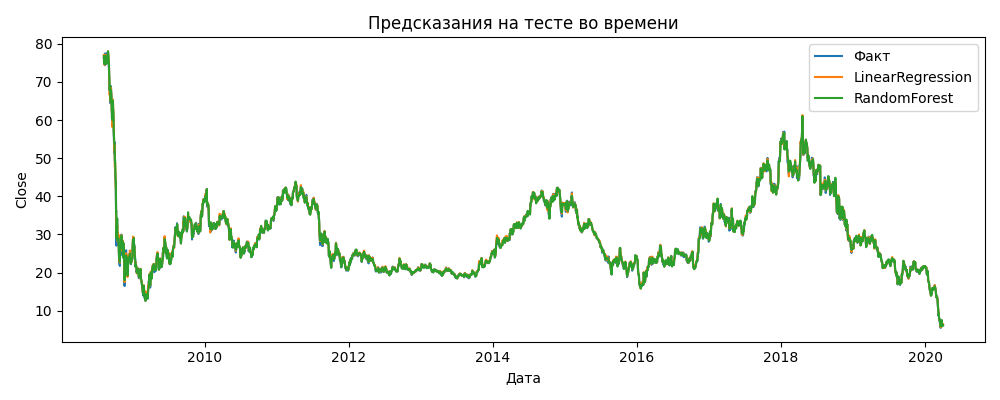 Предсказания на тесте во времени
Факт
LinearRegression
RandomForest
Close
80
70
60
50
40
30
20
10
2010
2012
2014
2016
2018
2020
Дата